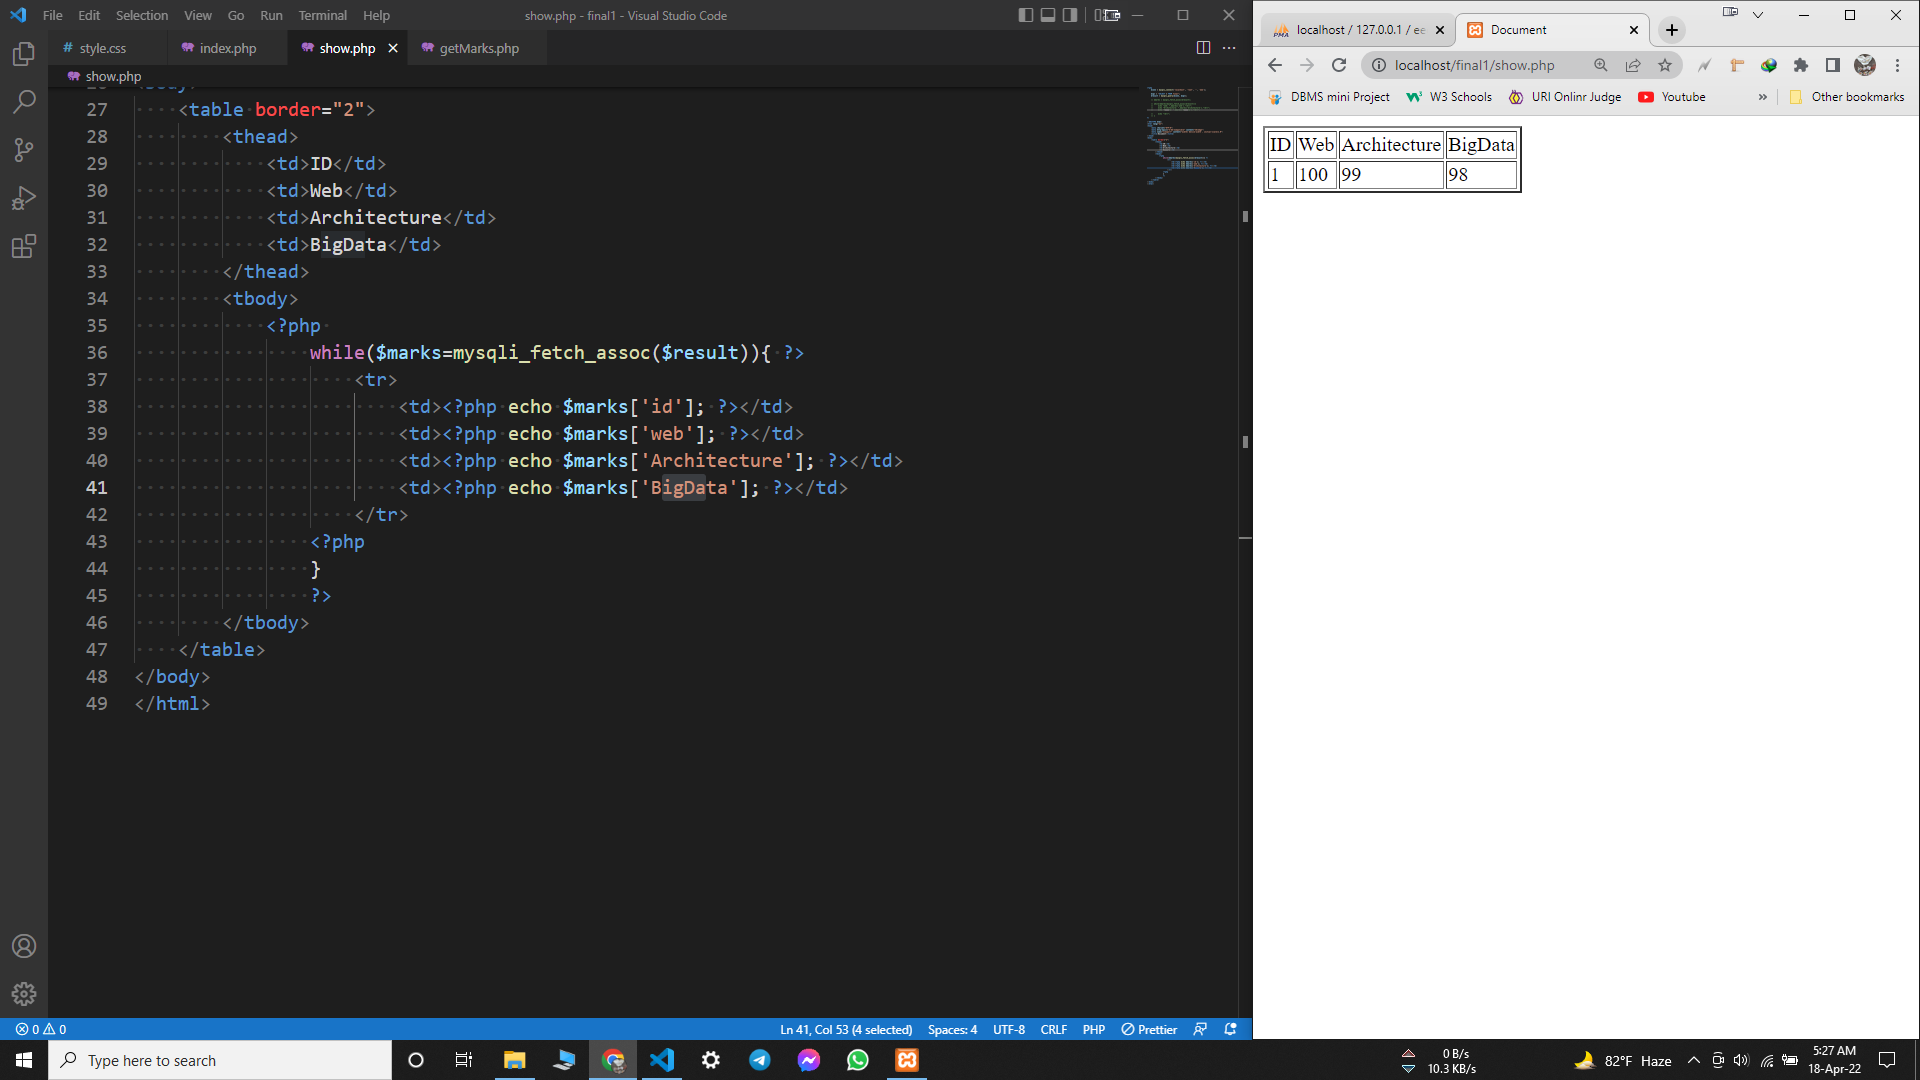 File Edit Selection View Go Run Terminal Help show.php - final1 - Visual Studio Code
# style.css index.php show.php getMarks.php
show.php
27 <table border="2">
28 <thead>
29 <td>ID</td>
30 <td>Web</td>
31 <td>Architecture</td>
32 <td>BigData</td>
33 </thead>
34 <tbody>
35 <?php
36 while($marks=mysqli_fetch_assoc($result)){ ?>
37 <tr>
38 <td><?php echo $marks['id']; ?></td>
39 <td><?php echo $marks['web']; ?></td>
40 <td><?php echo $marks['Architecture']; ?></td>
41 <td><?php echo $marks['BigData']; ?></td>
42 </tr>
43 <?php
44 }
45 ?>
46 </tbody>
47 </table>
48 </body>
49 </html>
0 0 Ln 41, Col 53 (4 selected) Spaces: 4 UTF-8 CRLF PHP Prettier
localhost / 127.0.0.1 / ee Document
localhost/final1/show.php
DBMS mini Project W3 Schools URI Onlinr Judge Youtube » Other bookmarks
ID Web Architecture BigData
1 100 99 98
Type here to search
0 B/s
10.3 KB/s
82°F Haze
5:27 AM
18-Apr-22